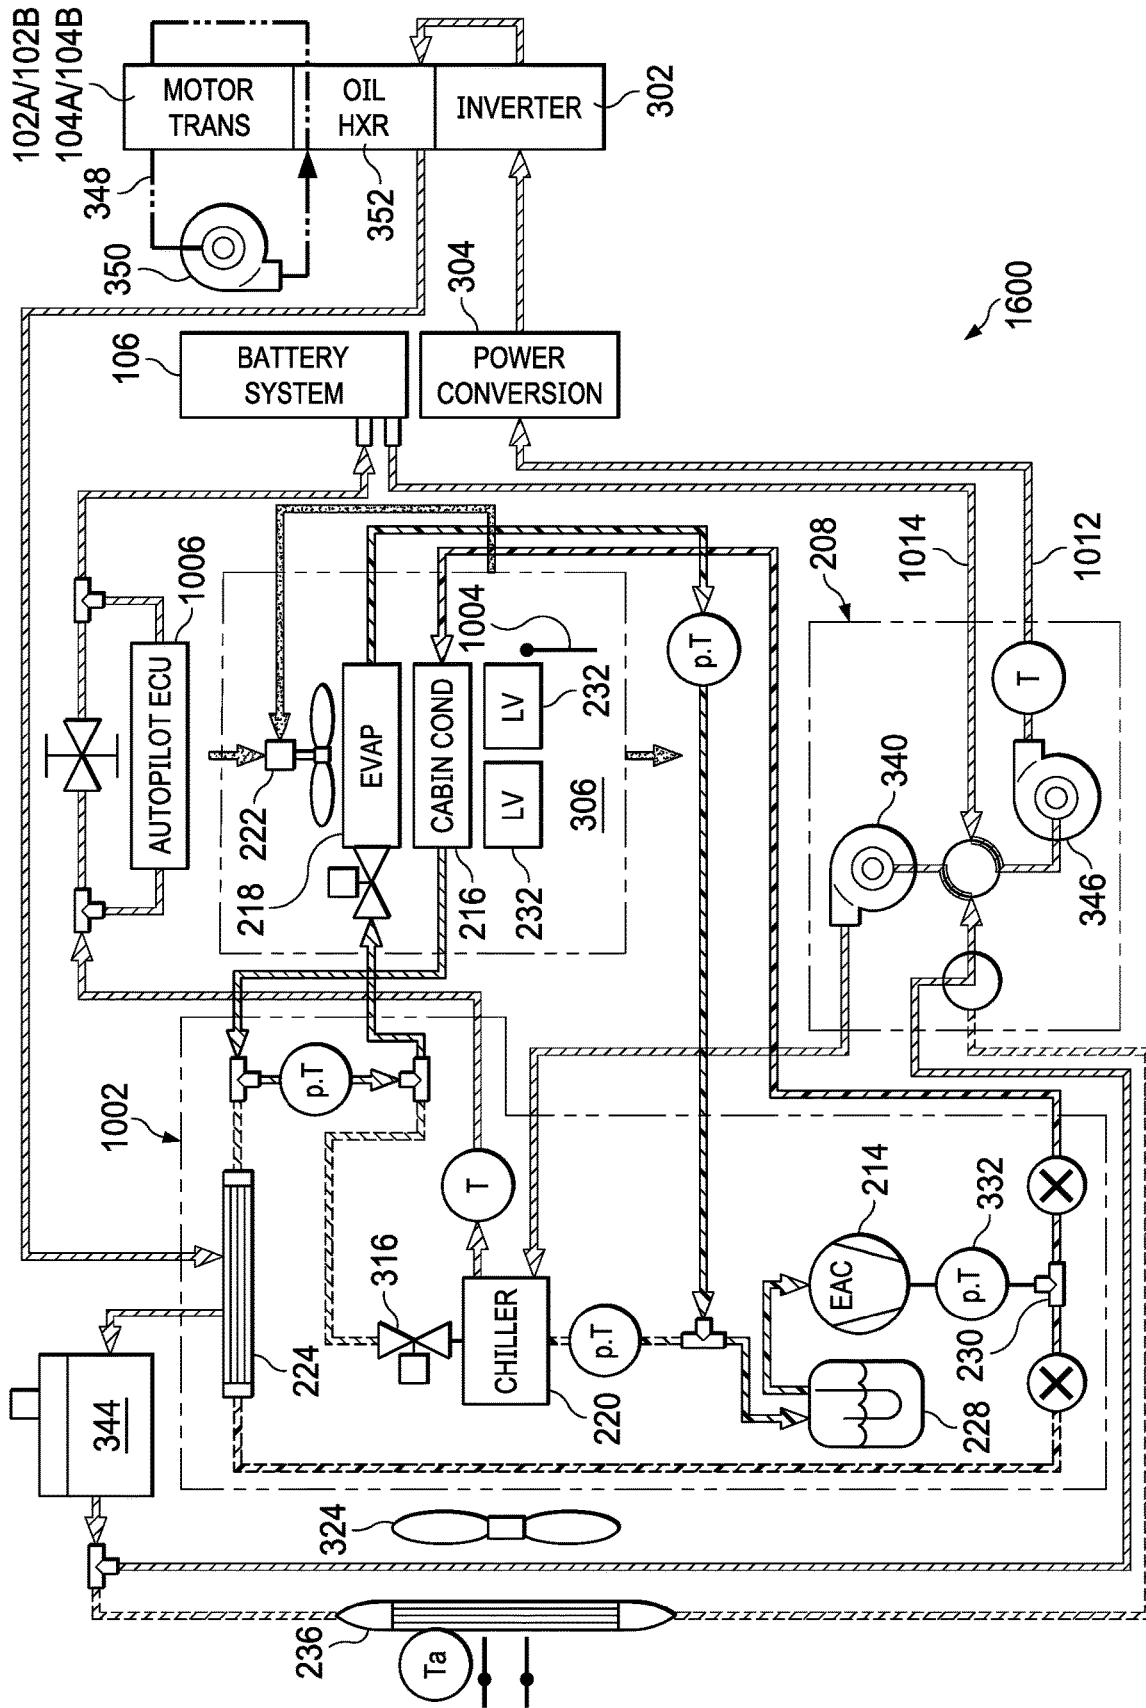 102A/102B
104A/104B
348
350
MOTOR
TRANS
OIL
HXR
INVERTER
352
302
106
BATTERY
SYSTEM
304
POWER
CONVERSION
1600
1006
AUTOPILOT ECU
222
218
EVAP
CABIN COND
216
LV
LV
1004
232
232
306
p.T
208
1014
1012
T
340
346
1002
p.T
T
316
CHILLER
220
p.T
214
EAC
332
p.T
230
228
224
344
324
236
Ta